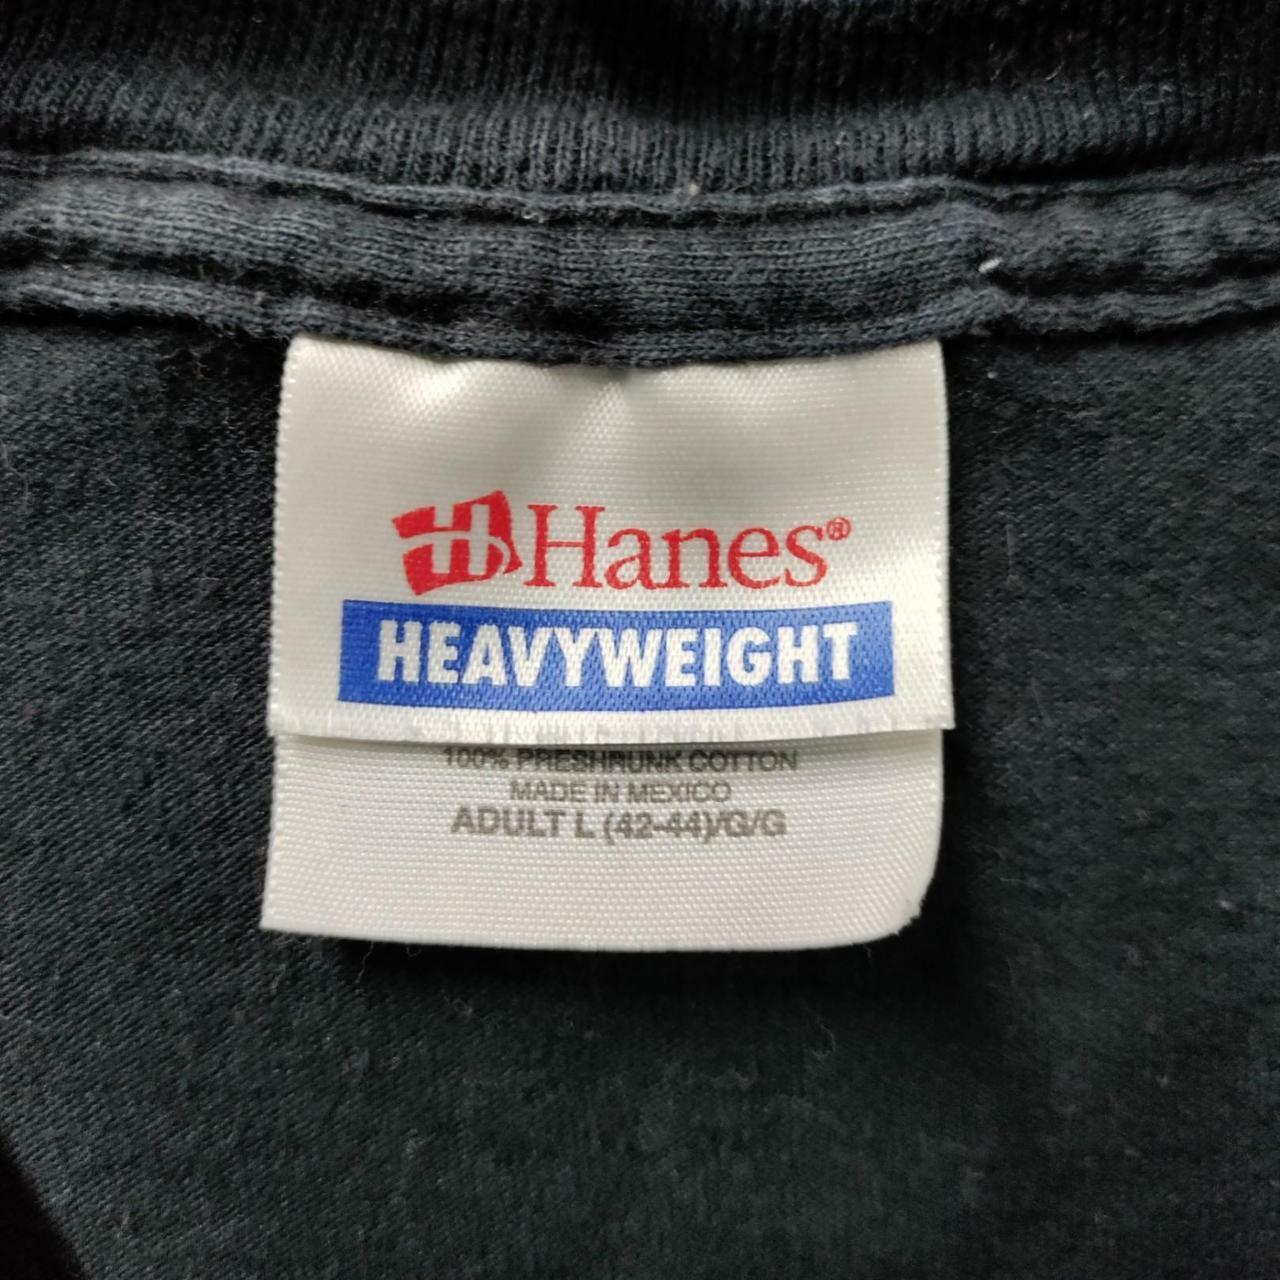 H Hanes®
HEAVYWEIGHT
100% PRESHRUNK COTTON
MADE IN MEXICO
ADULT L (42-44)/G/G